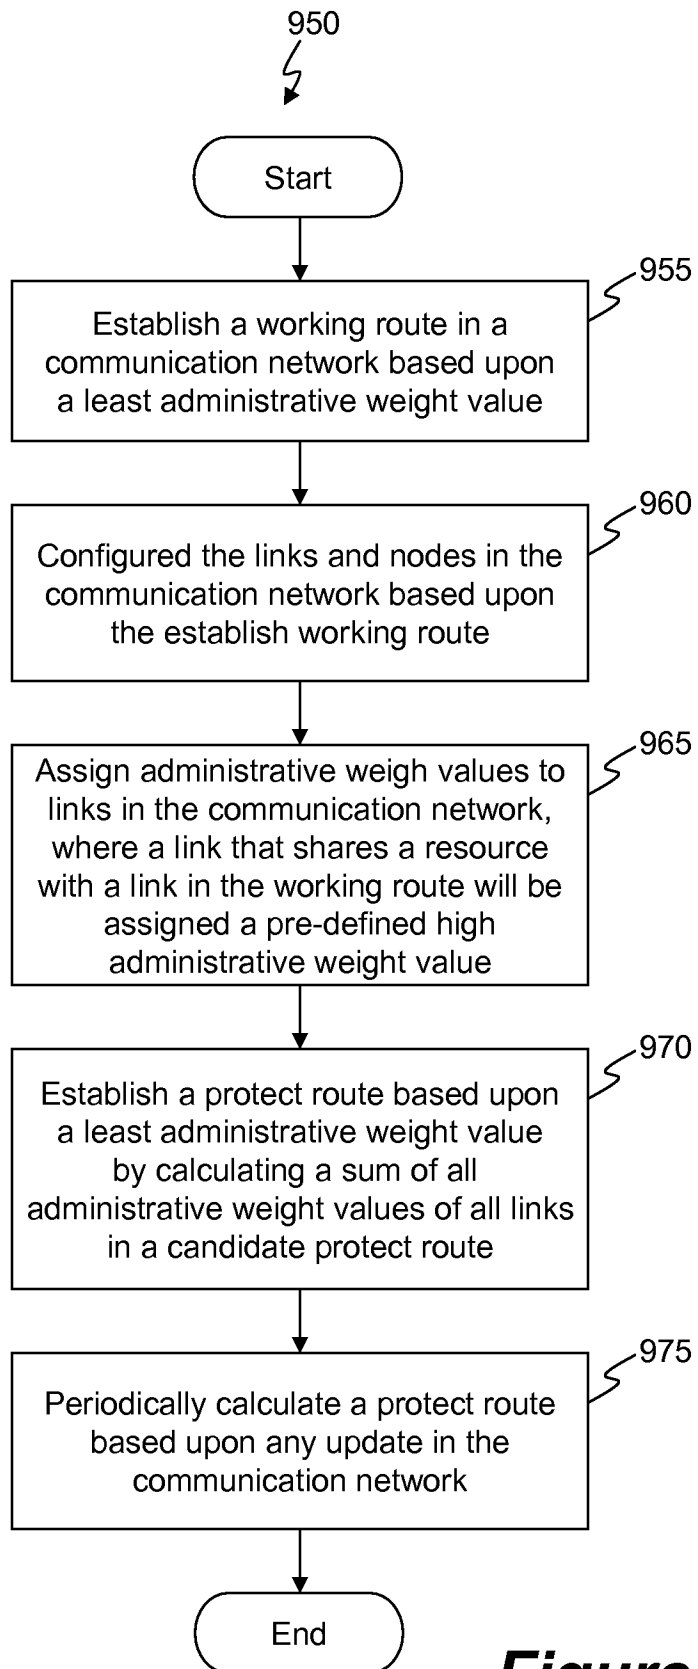 950
Start
955
Establish a working route in a
communication network based upon
a least administrative weight value
960
Configured the links and nodes in the
communication network based upon
the establish working route
965
Assign administrative weigh values to
links in the communication network,
where a link that shares a resource
with a link in the working route will be
assigned a pre-defined high
administrative weight value
970
Establish a protect route based upon
a least administrative weight value
by calculating a sum of all
administrative weight values of all links
in a candidate protect route
975
Periodically calculate a protect route
based upon any update in the
communication network
End
Figure